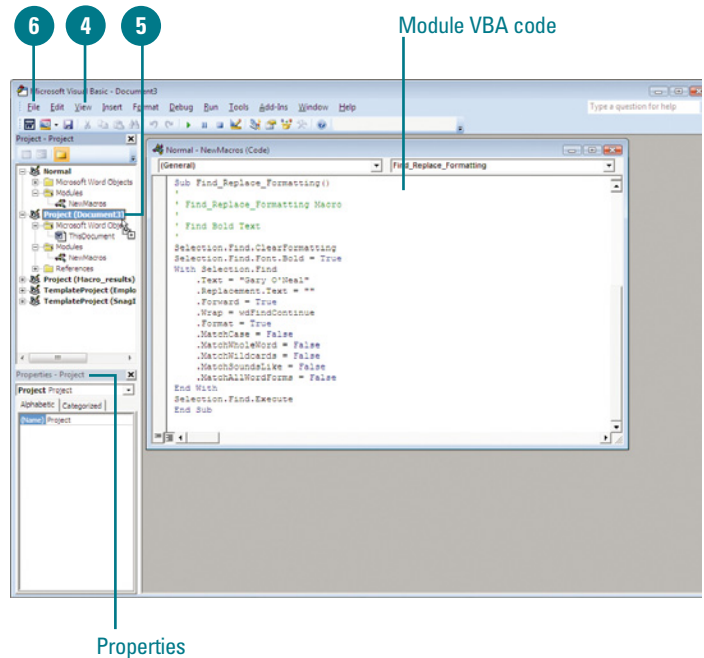 6 4 5 Module VBA code
Microsoft Visual Basic - Document3
File Edit View Insert Format Debug Run Tools Add-Ins Window Help
Type a question for help
Project - Project
Normal
Microsoft Word Objects
Modules
NewMacros
Project (Document3)
Microsoft Word Object
ThisDocument
Modules
NewMacros
References
Project (Macro_results)
TemplateProject (Emplo
TemplateProject (SnagI
Normal - NewMacros (Code)
(General) Find_Replace_Formatting
Sub Find_Replace_Formatting()
'
' Find_Replace_Formatting Macro
'
' Find Bold Text
'
Selection.Find.ClearFormatting
Selection.Find.Font.Bold = True
With Selection.Find
.Text = "Gary O'Neal"
.Replacement.Text = ""
.Forward = True
.Wrap = wdFindContinue
.Format = True
.MatchCase = False
.MatchWholeWord = False
.MatchWildcards = False
.MatchSoundsLike = False
.MatchAllWordForms = False
End With
Selection.Find.Execute
End Sub
Properties - Project
Project Project
Alphabetic Categorized
(Name) Project
Properties